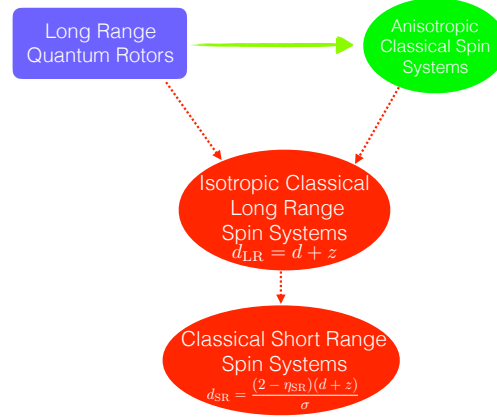 Long Range
Quantum Rotors
Anisotropic
Classical Spin
Systems
Isotropic Classical
Long Range
Spin Systems
d_LR = d + z
Classical Short Range
Spin Systems
d_SR = (2 − η_SR)(d + z) / σ